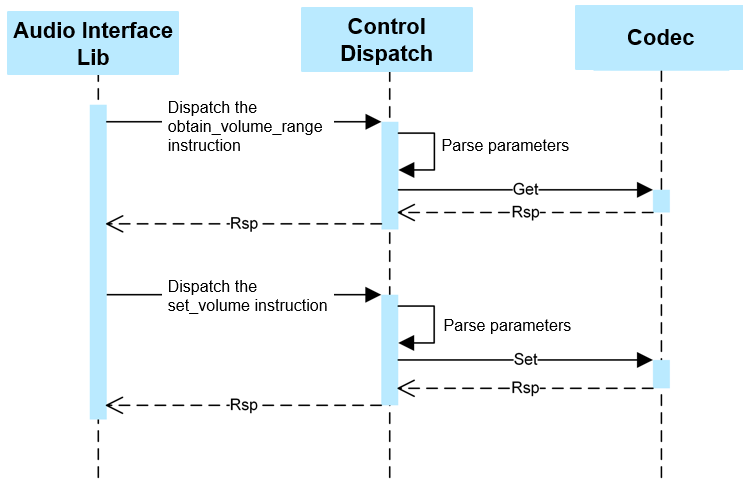 Audio Interface
Lib
Control
Dispatch
Codec
Dispatch the
obtain_volume_range
instruction
Parse parameters
Get
Rsp
Rsp
Dispatch the
set_volume instruction
Parse parameters
Set
Rsp
Rsp